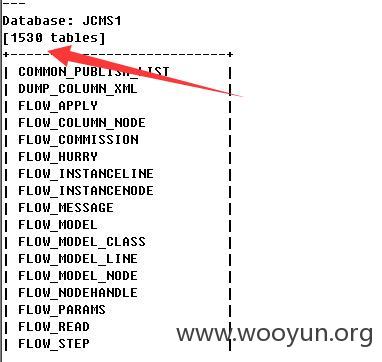 ---
Database: JCMS1
[1530 tables]
+----------------------------+
| COMMON_PUBLISH_LIST |
| DUMP_COLUMN_XML |
| FLOW_APPLY |
| FLOW_COLUMN_NODE |
| FLOW_COMMISSION |
| FLOW_HURRY |
| FLOW_INSTANCELINE |
| FLOW_INSTANCENODE |
| FLOW_MESSAGE |
| FLOW_MODEL |
| FLOW_MODEL_CLASS |
| FLOW_MODEL_LINE |
| FLOW_MODEL_NODE |
| FLOW_NODEHANDLE |
| FLOW_PARAMS |
| FLOW_READ |
| FLOW_STEP |
www.wooyun.org